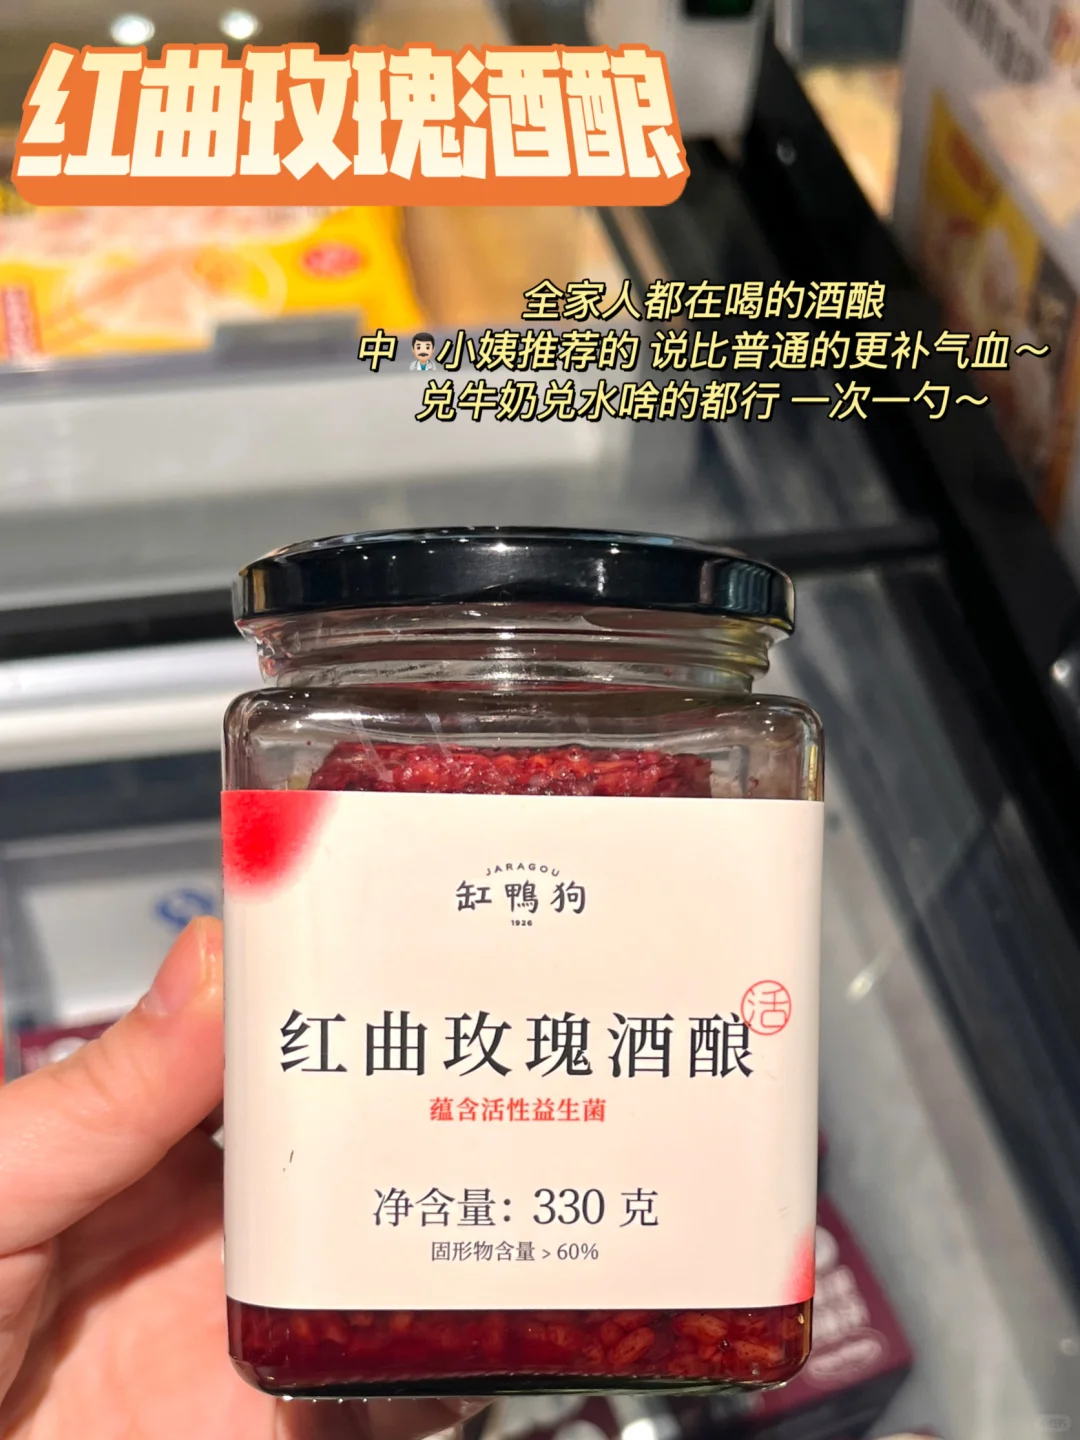 红曲玫瑰酒酿
全家人都在喝的酒酿
中👨🏻‍⚕️小姨推荐的 说比普通的更补气血～
兑牛奶兑水啥的都行 一次一勺～
JARAGOU
缸鴨狗
1926
红曲玫瑰酒酿
活
蕴含活性益生菌
净含量：330 克
固形物含量 > 60%